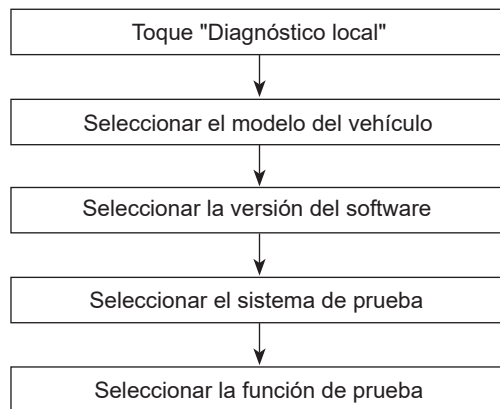 Toque "Diagnóstico local"
Seleccionar el modelo del vehículo
Seleccionar la versión del software
Seleccionar el sistema de prueba
Seleccionar la función de prueba